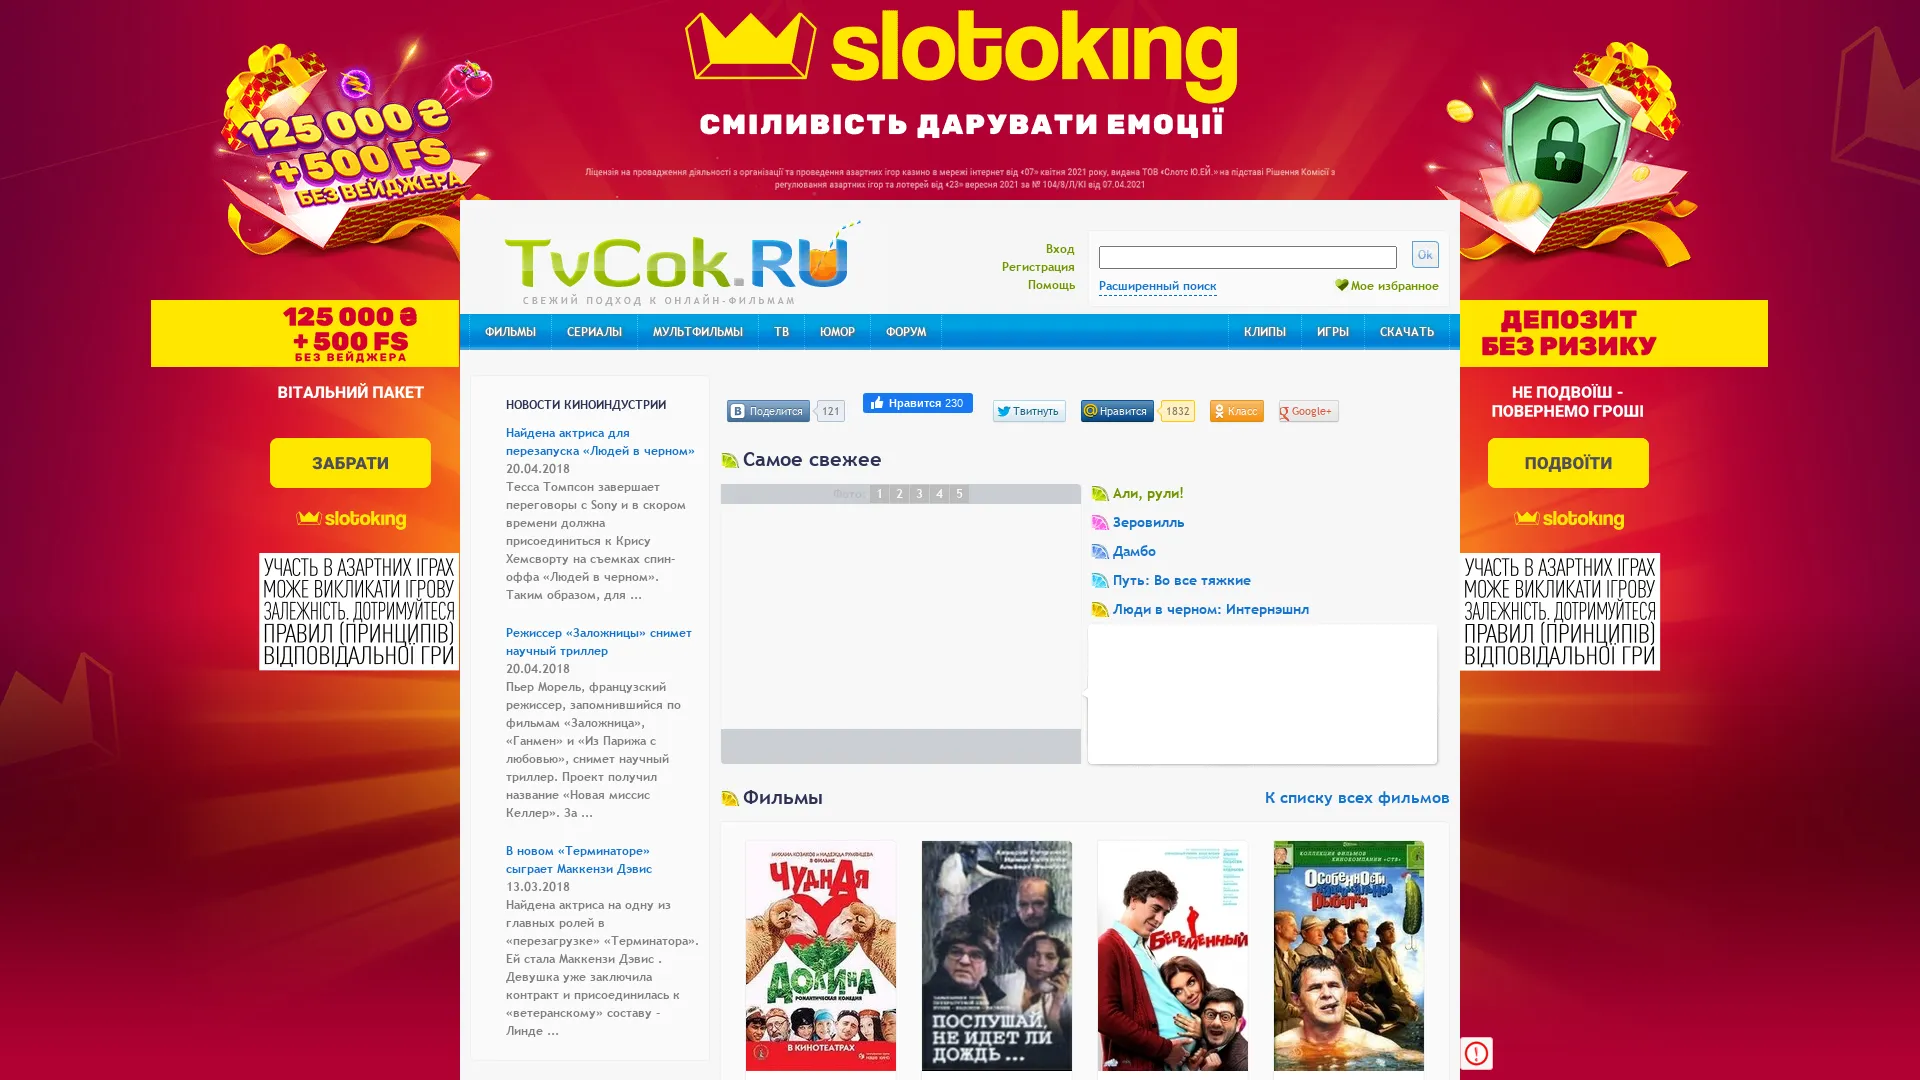 slotoking
СМІЛИВІСТЬ ДАРУВАТИ ЕМОЦІЇ
Ліцензія на провадження діяльності з організації та проведення азартних ігор казино в мережі інтернет від «07» квітня 2021 року, видана ТОВ «Слотс Ю.ЕЙ.» на підставі Рішення Комісії з
регулювання азартних ігор та лотерей від «23» вересня 2021 за № 104/8/Л/КІ від 07.04.2021
125 000 ₴
+500 FS
БЕЗ ВЕЙДЖЕРА
125 000 ₴
+ 500 FS
БЕЗ ВЕЙДЖЕРА
ВІТАЛЬНИЙ ПАКЕТ
ЗАБРАТИ
slotoking
УЧАСТЬ В АЗАРТНИХ ІГРАХ
МОЖЕ ВИКЛИКАТИ ІГРОВУ
ЗАЛЕЖНІСТЬ. ДОТРИМУЙТЕСЯ
ПРАВИЛ (ПРИНЦИПІВ)
ВІДПОВІДАЛЬНОЇ ГРИ
TvCok.RU
СВЕЖИЙ ПОДХОД К ОНЛАЙН-ФИЛЬМАМ
Вход
Регистрация
Помощь
Ok
Расширенный поиск
Мое избранное
ФИЛЬМЫ СЕРИАЛЫ МУЛЬТФИЛЬМЫ ТВ ЮМОР ФОРУМ КЛИПЫ ИГРЫ СКАЧАТЬ
НОВОСТИ КИНОИНДУСТРИИ
Найдена актриса для
перезапуска «Людей в черном»
20.04.2018
Тесса Томпсон завершает
переговоры с Sony и в скором
времени должна
присоединиться к Крису
Хемсворту на съемках спин-
оффа «Людей в черном».
Таким образом, для ...
Режиссер «Заложницы» снимет
научный триллер
20.04.2018
Пьер Морель, французский
режиссер, запомнившийся по
фильмам «Заложница»,
«Ганмен» и «Из Парижа с
любовью», снимет научный
триллер. Проект получил
название «Новая миссис
Келлер». За ...
В новом «Терминаторе»
сыграет Маккензи Дэвис
13.03.2018
Найдена актриса на одну из
главных ролей в
«перезагрузке» «Терминатора».
Ей стала Маккензи Дэвис .
Девушка уже заключила
контракт и присоединилась к
«ветеранскому» составу -
Линде ...
Поделится 121
Нравится 230
Твитнуть
Нравится 1832
Класс
Google+
Самое свежее
Фото: 1 2 3 4 5
Али, рули!
Зеровилль
Дамбо
Путь: Во все тяжкие
Люди в черном: Интернэшнл
Фильмы
К списку всех фильмов
МИХАИЛ КОЗАКОВ И НАДЕЖДА РУМЯНЦЕВА
В ФИЛЬМЕ
ЧУДНАЯ
ДОЛИНА
РОМАНТИЧЕСКАЯ КОМЕДИЯ
В КИНОТЕАТРАХ
ПОСЛУШАЙ,
НЕ ИДЕТ ЛИ
ДОЖДЬ...
БЕРЕМЕННЫЙ
КОЛЛЕКЦИЯ ФИЛЬМОВ
КИНОКОМПАНИИ «СТВ»
ОСОБЕННОСТИ
НАЦИОНАЛЬНОЙ
РЫБАЛКИ
ДЕПОЗИТ
БЕЗ РИЗИКУ
НЕ ПОДВОЇШ -
ПОВЕРНЕМО ГРОШІ
ПОДВОЇТИ
slotoking
УЧАСТЬ В АЗАРТНИХ ІГРАХ
МОЖЕ ВИКЛИКАТИ ІГРОВУ
ЗАЛЕЖНІСТЬ. ДОТРИМУЙТЕСЯ
ПРАВИЛ (ПРИНЦИПІВ)
ВІДПОВІДАЛЬНОЇ ГРИ